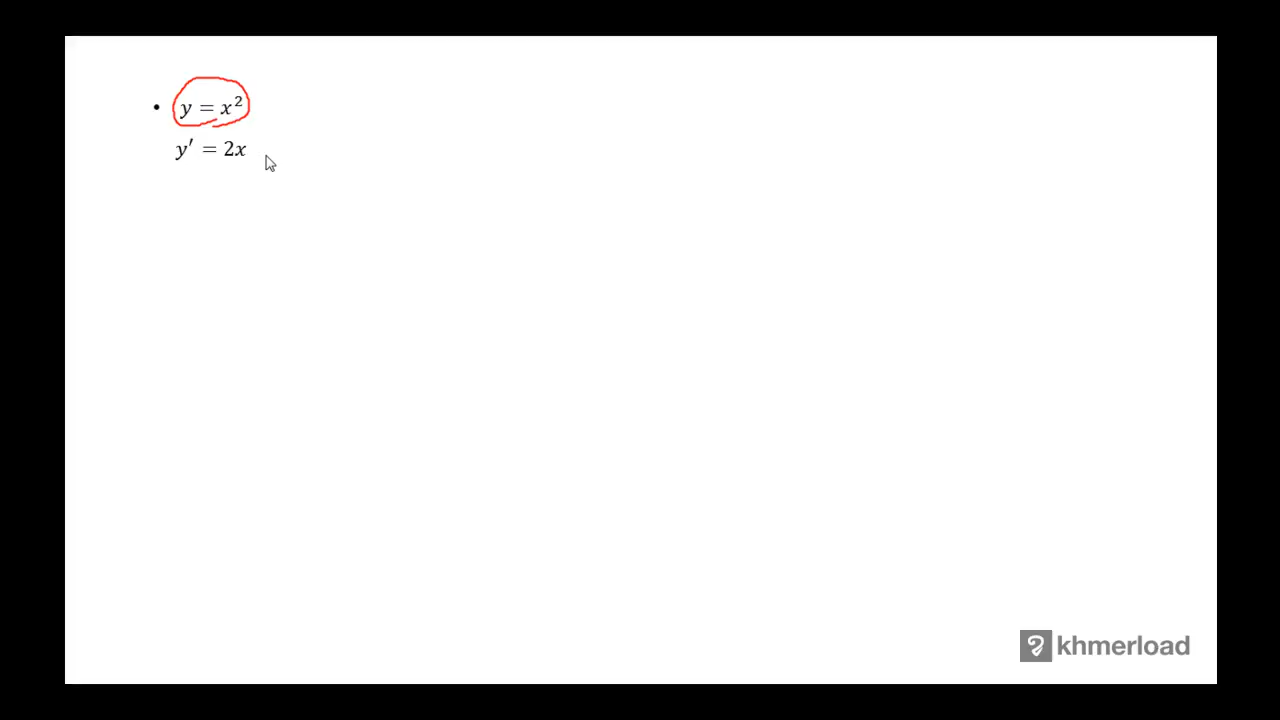 • y = x²
y′ = 2x
khmerload